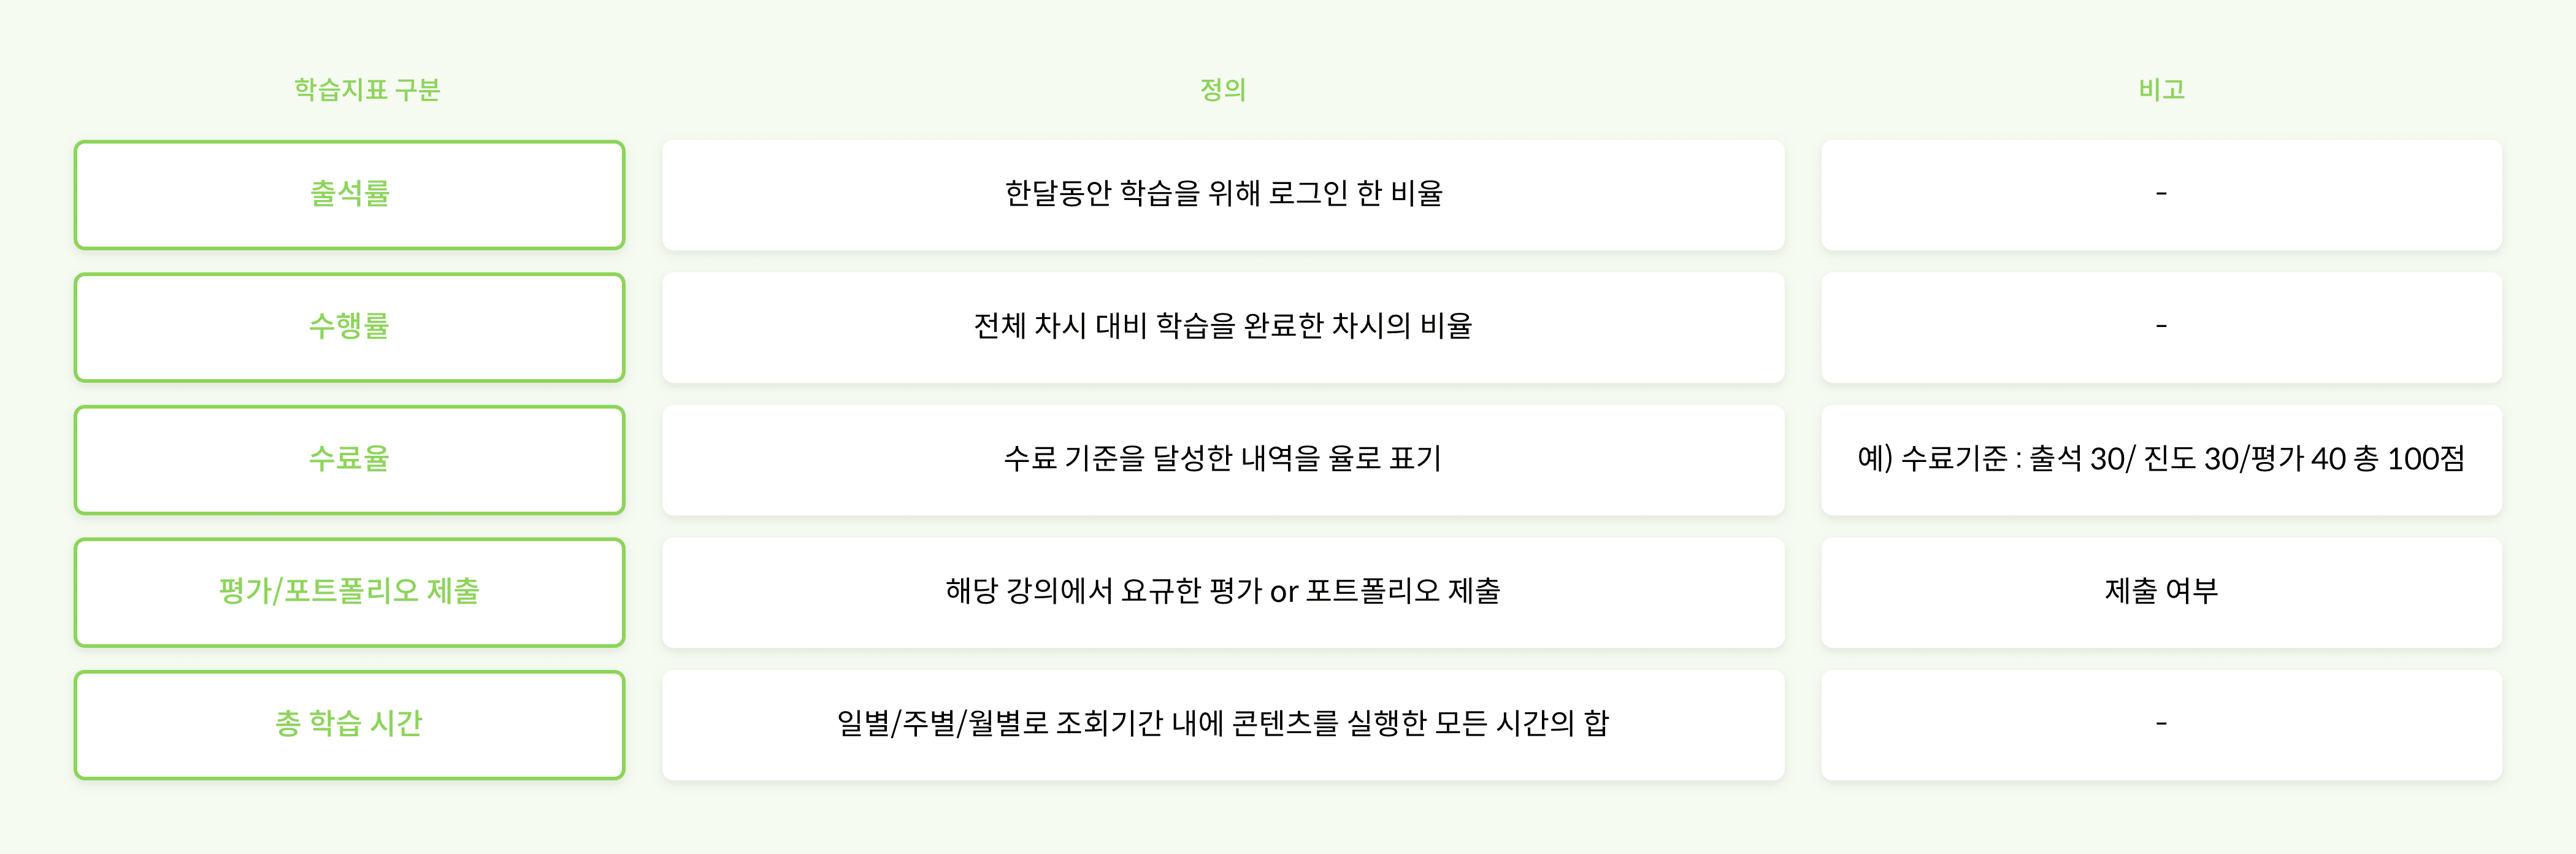 학습지표 구분 정의 비고
출석률 한달동안 학습을 위해 로그인 한 비율 -
수행률 전체 차시 대비 학습을 완료한 차시의 비율 -
수료율 수료 기준을 달성한 내역을 율로 표기 예) 수료기준 : 출석 30/ 진도 30/평가 40 총 100점
평가/포트폴리오 제출 해당 강의에서 요규한 평가 or 포트폴리오 제출 제출 여부
총 학습 시간 일별/주별/월별로 조회기간 내에 콘텐츠를 실행한 모든 시간의 합 -